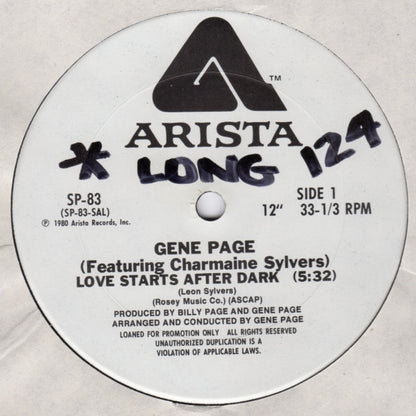 ™
ARISTA
* LONG 124
SP-83
(SP-83-SAL)
℗ 1980 Arista Records, Inc.
SIDE 1
12" 33-1/3 RPM
GENE PAGE
(Featuring Charmaine Sylvers)
LOVE STARTS AFTER DARK (5:32)
(Leon Sylvers)
(Rosey Music Co.) (ASCAP)
PRODUCED BY BILLY PAGE AND GENE PAGE
ARRANGED AND CONDUCTED BY GENE PAGE
LOANED FOR PROMOTION ONLY ALL RIGHTS RESERVED
UNAUTHORIZED DUPLICATION IS A
VIOLATION OF APPLICABLE LAWS.